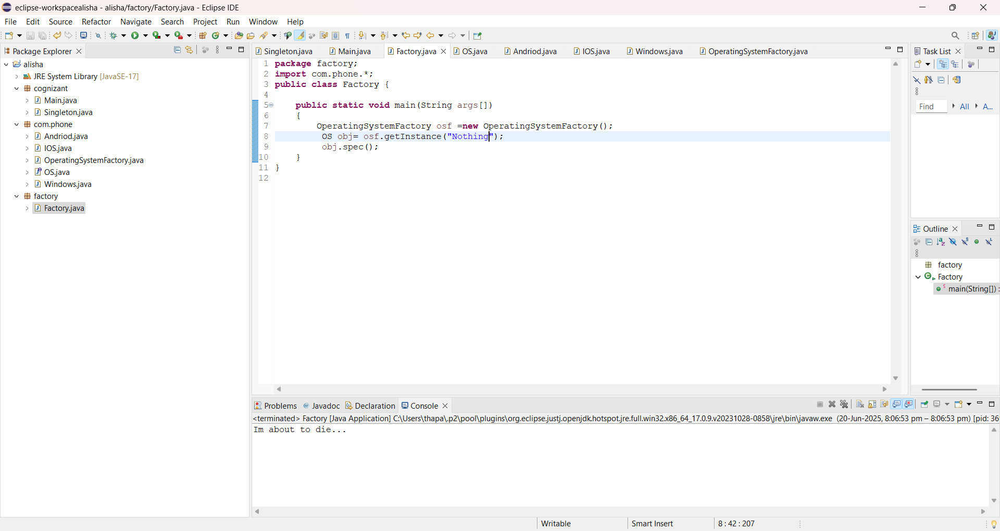 eclipse-workspacealisha - alisha/factory/Factory.java - Eclipse IDE
File Edit Source Refactor Navigate Search Project Run Window Help
Package Explorer
alisha
JRE System Library [JavaSE-17]
cognizant
Main.java
Singleton.java
com.phone
Andriod.java
IOS.java
OperatingSystemFactory.java
OS.java
Windows.java
factory
Factory.java
Singleton.java Main.java Factory.java OS.java Andriod.java IOS.java Windows.java OperatingSystemFactory.java
1 package factory;
2 import com.phone.*;
3 public class Factory {
4
5 public static void main(String args[])
6 {
7 OperatingSystemFactory osf =new OperatingSystemFactory();
8 OS obj= osf.getInstance("Nothing");
9 obj.spec();
10 }
11 }
12
Task List
Find All A...
Outline
factory
Factory
main(String[]) :
Problems @ Javadoc Declaration Console
<terminated> Factory [Java Application] C:\Users\thapa\.p2\pool\plugins\org.eclipse.justj.openjdk.hotspot.jre.full.win32.x86_64_17.0.9.v20231028-0858\jre\bin\javaw.exe (20-Jun-2025, 8:06:53 pm – 8:06:53 pm) [pid: 36
Im about to die...
Writable Smart Insert 8 : 42 : 207